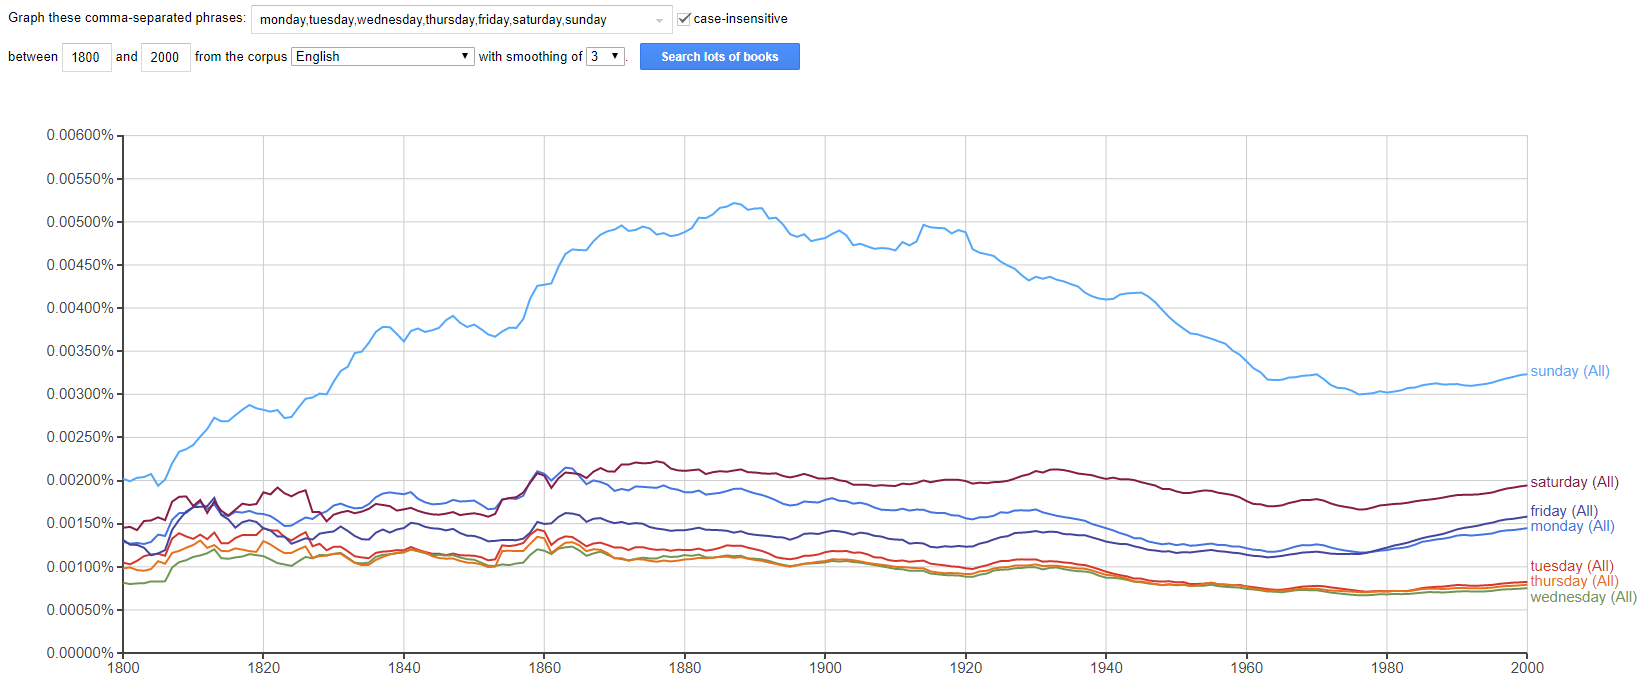 Graph these comma-separated phrases: monday,tuesday,wednesday,thursday,friday,saturday,sunday case-insensitive
between 1800 and 2000 from the corpus English with smoothing of 3 . Search lots of books
0.00600%
0.00550%
0.00500%
0.00450%
0.00400%
0.00350%
sunday (All)
0.00300%
0.00250%
0.00200%
saturday (All)
friday (All)
0.00150%
monday (All)
0.00100%
tuesday (All)
thursday (All)
wednesday (All)
0.00050%
0.00000%
1800 1820 1840 1860 1880 1900 1920 1940 1960 1980 2000